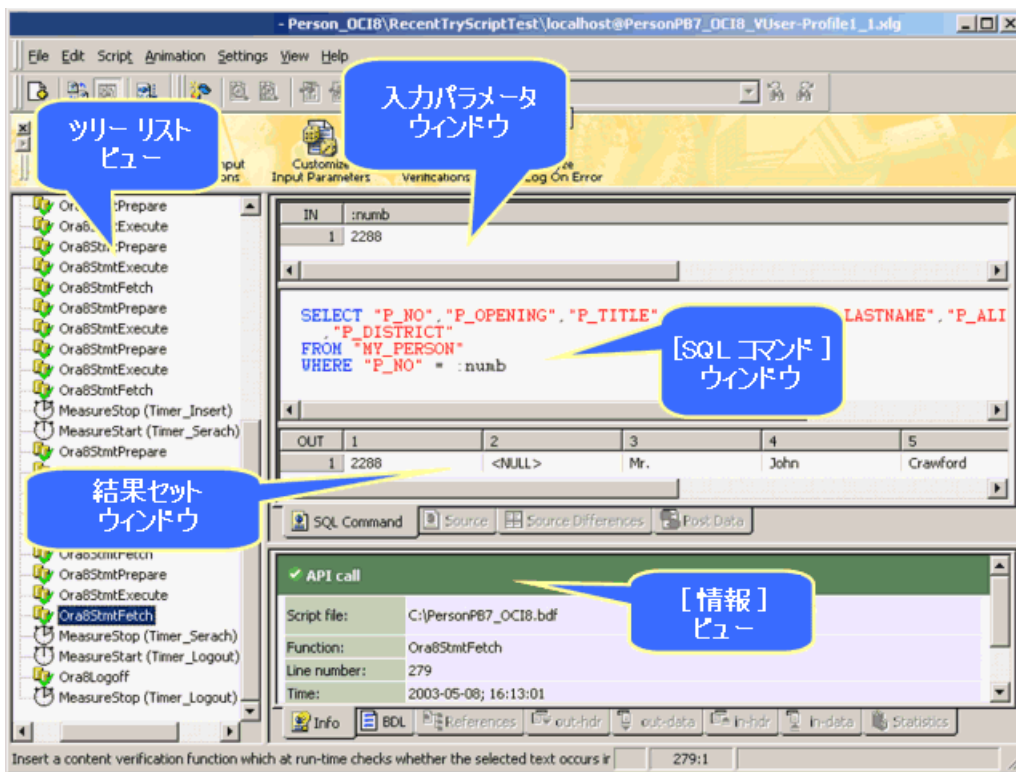 - Person_OCI8\RecentTryScriptTest\localhost@PersonPB7_OCI8_VUser-Profile1_1.xlg
File Edit Script Animation Settings View Help
ツリー リスト
ビュー
入力パラメータ
ウィンドウ
Customize
Input Parameters
Verifications
Log On Error
Ora8StmtExecute
Ora8StmtPrepare
Ora8StmtExecute
Ora8StmtFetch
Ora8StmtPrepare
Ora8StmtExecute
Ora8StmtPrepare
Ora8StmtExecute
Ora8StmtFetch
MeasureStop (Timer_Insert)
MeasureStart (Timer_Serach)
Ora8StmtPrepare
結果セット
ウィンドウ
Ora8StmtFetch
Ora8StmtPrepare
Ora8StmtExecute
Ora8StmtFetch
MeasureStop (Timer_Serach)
MeasureStart (Timer_Logout)
Ora8Logoff
MeasureStop (Timer_Logout)
IN :numb
1 2288
SELECT "P_NO","P_OPENING","P_TITLE" LASTNAME","P_ALI
,"P_DISTRICT"
FROM "MY_PERSON"
WHERE "P_NO" = :numb
[SQL コマンド ]
ウィンドウ
OUT 1 2 3 4 5
1 2288 <NULL> Mr. John Crawford
SQL Command Source Source Differences Post Data
API call
Script file: C:\PersonPB7_OCI8.bdf
Function: Ora8StmtFetch
Line number: 279
Time: 2003-05-08; 16:13:01
[ 情報 ]
ビュー
Info BDL References out-hdr out-data in-hdr in-data Statistics
Insert a content verification function which at run-time checks whether the selected text occurs ir 279:1